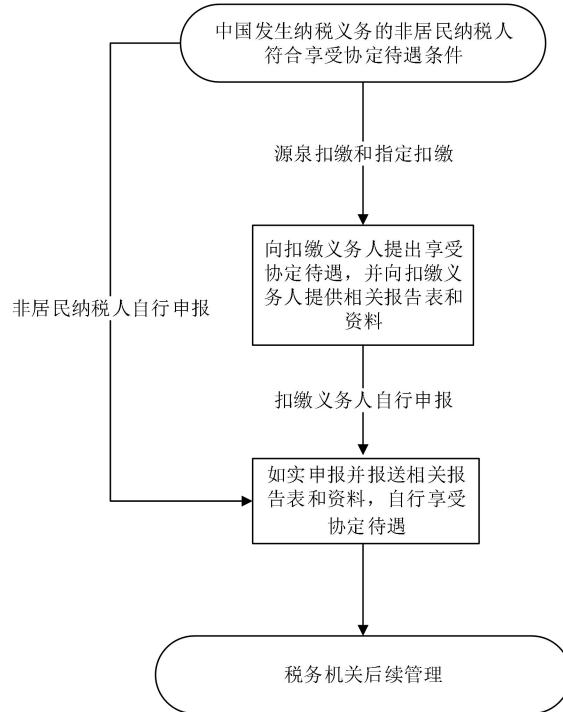 中国发生纳税义务的非居民纳税人
符合享受协定待遇条件
源泉扣缴和指定扣缴
向扣缴义务人提出享受
协定待遇，并向扣缴义
务人提供相关报告表和
资料
非居民纳税人自行申报
扣缴义务人自行申报
如实申报并报送相关报
告表和资料，自行享受
协定待遇
税务机关后续管理